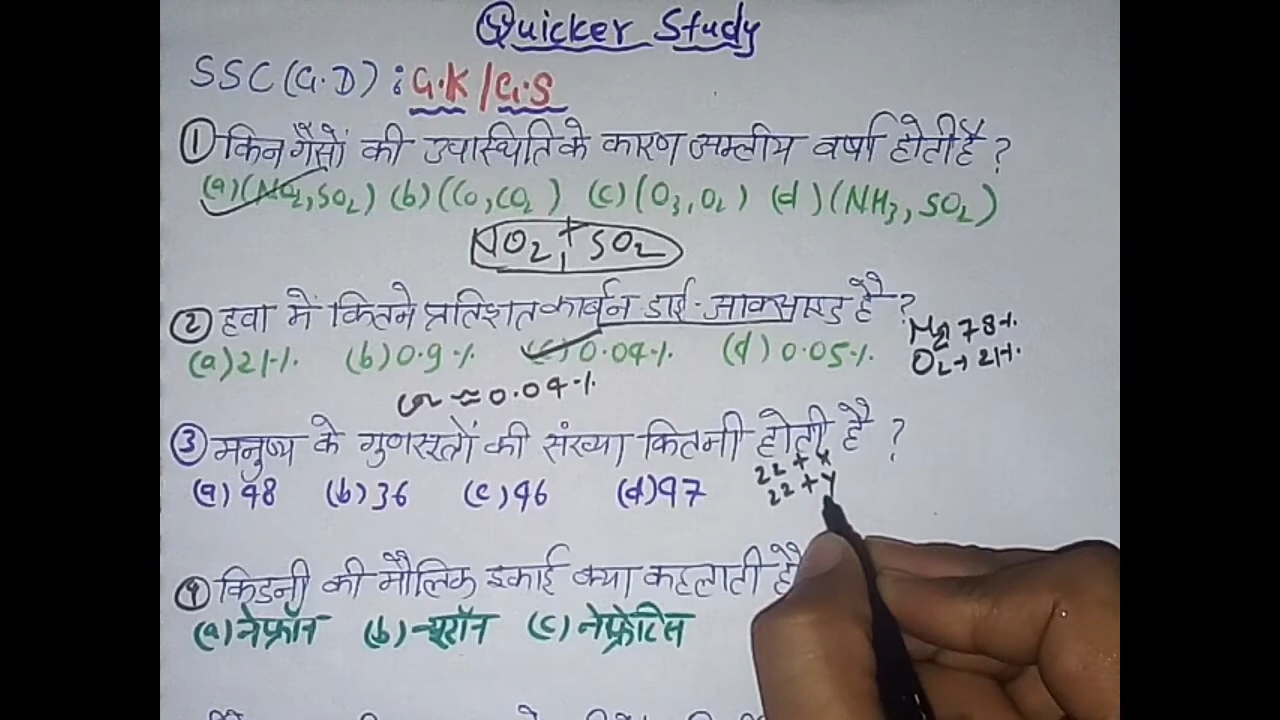 Quicker Study
SSC(G.D) : G.K/G.S
① किन गैसों की उपास्थिति के कारण अम्लीय वर्षा होती है ?
(a)(NO₂,SO₂) (b)(CO,CO₂) (c)(O₃,O₂) (d)(NH₃,SO₂)
NO₂ + SO₂
② हवा में कितने प्रतिशत कार्बन डाई-आक्साइड है ?
(a)21% (b)0.9% (c)0.04% (d)0.05%
78%
O₂→21%
≈0.04%
③ मनुष्य के गुणसूत्रों की संख्या कितनी होती है ?
(a)48 (b)36 (c)46 (d)47
22+X
22+Y
④ किडनी की मौलिक इकाई क्या कहलाती है
(a)नेफ्रॉन (b)न्यूरॉन (c)नेफ्रेटिस